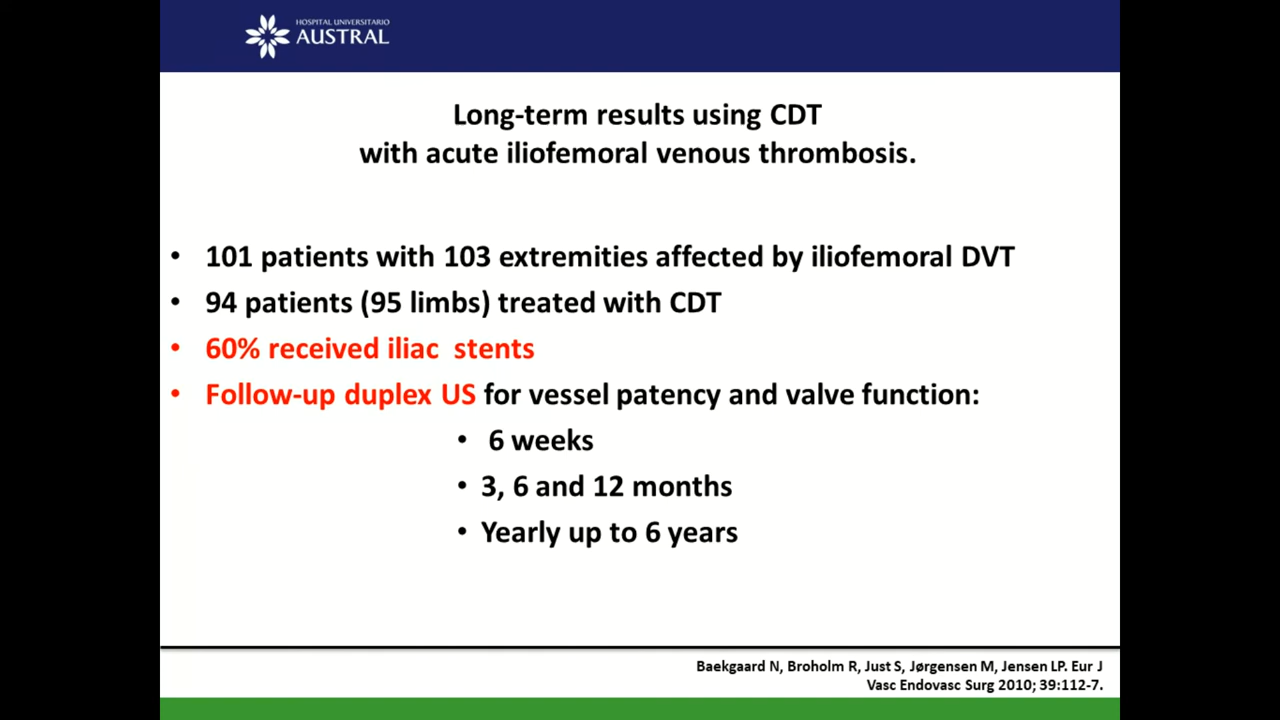 HOSPITAL UNIVERSITARIO
AUSTRAL
Long-term results using CDT
with acute iliofemoral venous thrombosis.
• 101 patients with 103 extremities affected by iliofemoral DVT
• 94 patients (95 limbs) treated with CDT
• 60% received iliac stents
• Follow-up duplex US for vessel patency and valve function:
• 6 weeks
• 3, 6 and 12 months
• Yearly up to 6 years
Baekgaard N, Broholm R, Just S, Jørgensen M, Jensen LP. Eur J
Vasc Endovasc Surg 2010; 39:112-7.